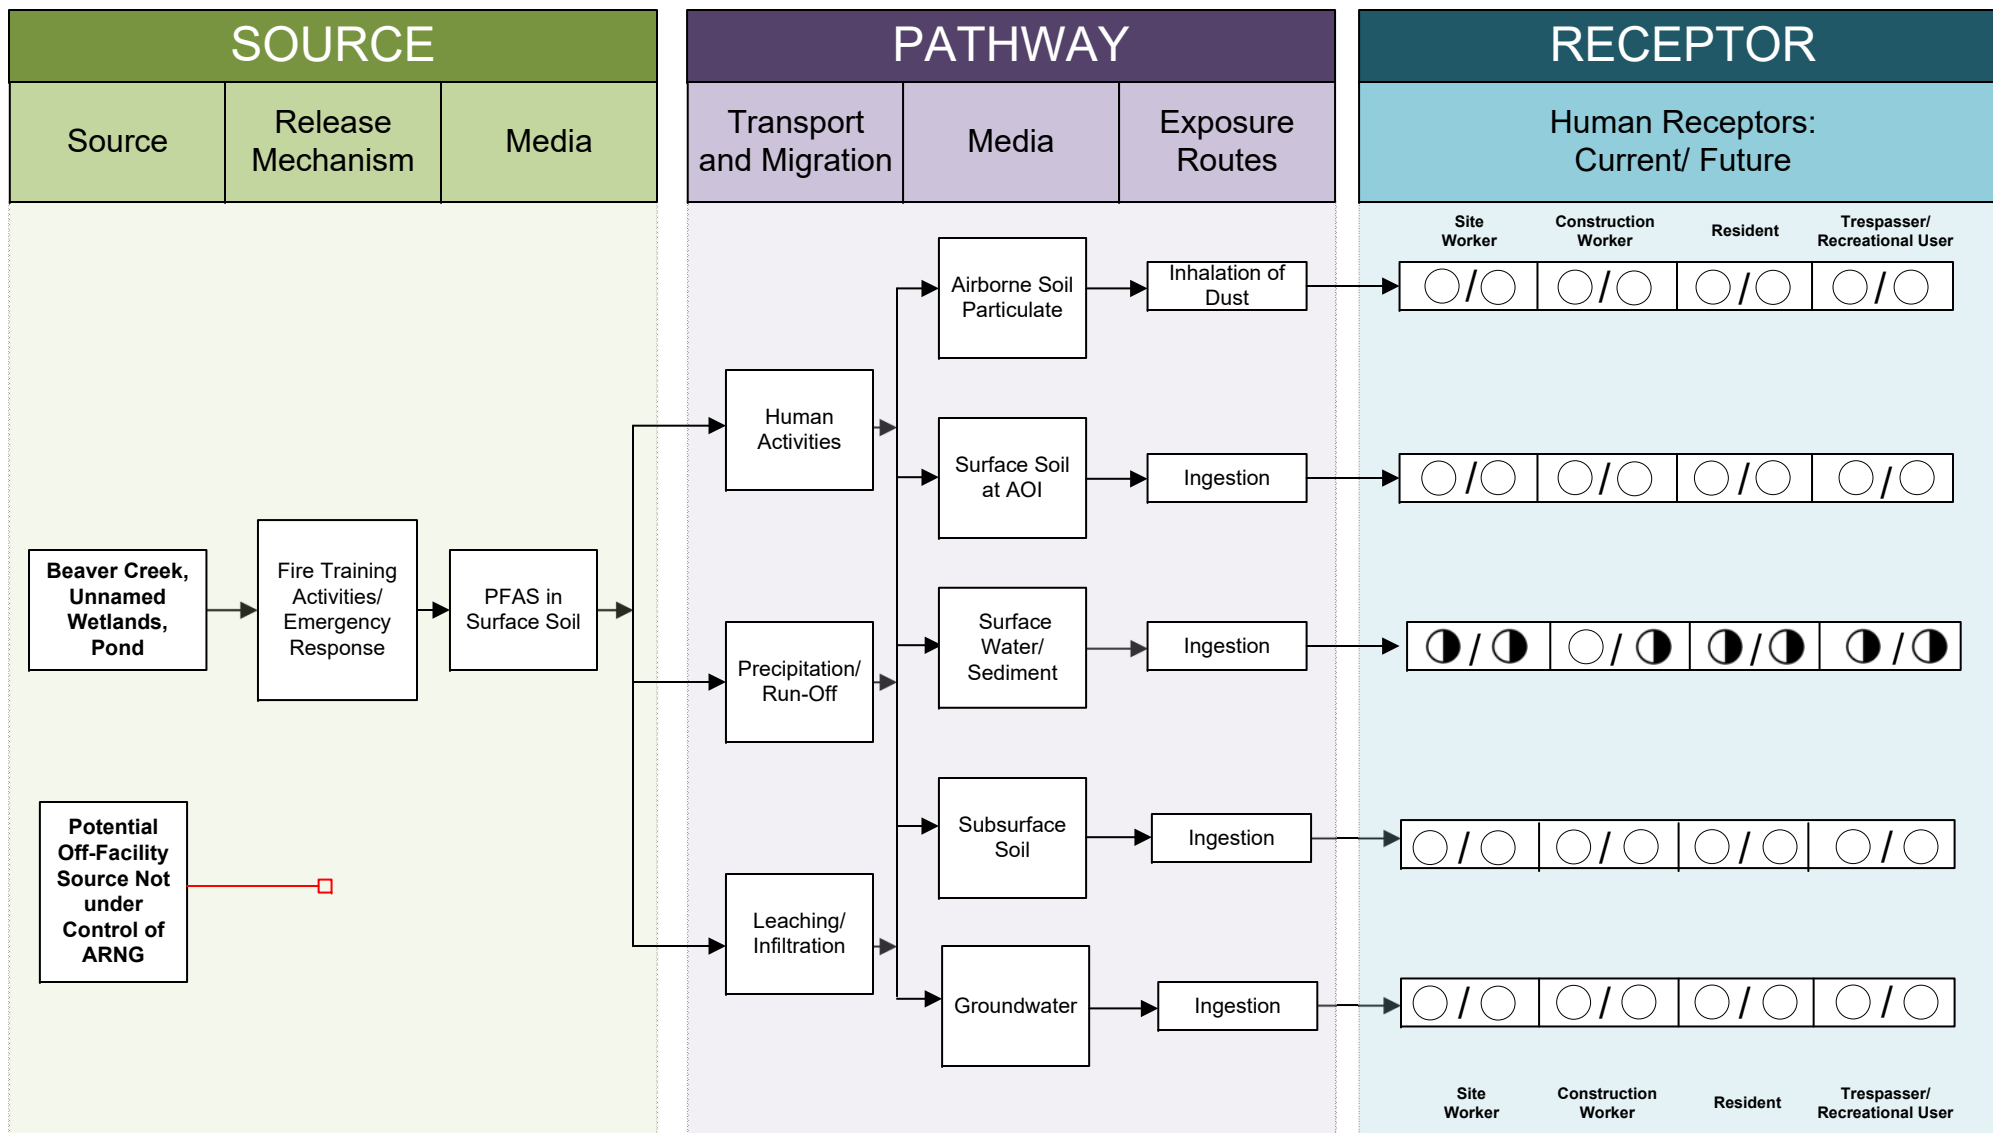 SOURCE
PATHWAY
RECEPTOR
Source
Release
Mechanism
Media
Transport
and Migration
Media
Exposure
Routes
Human Receptors:
Current/ Future
Site
Worker
Construction
Worker
Resident
Trespasser/
Recreational User
Airborne Soil
Particulate
Inhalation of
Dust
/
/
/
/
Human
Activities
Surface Soil
at AOI
Ingestion
/
/
/
/
Beaver Creek,
Unnamed
Wetlands,
Pond
Fire Training
Activities/
Emergency
Response
PFAS in
Surface Soil
Precipitation/
Run-Off
Surface
Water/
Sediment
Ingestion
/
/
/
/
Potential
Off-Facility
Source Not
under
Control of
ARNG
Subsurface
Soil
Ingestion
/
/
/
/
Leaching/
Infiltration
Groundwater
Ingestion
/
/
/
/
Site
Worker
Construction
Worker
Resident
Trespasser/
Recreational User